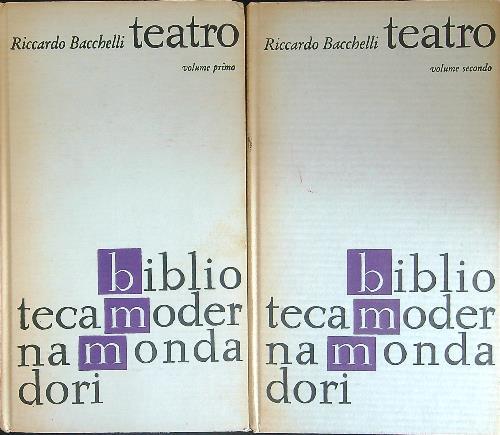 Riccardo Bacchelli teatro
volume primo
biblio
tecamoder
namonda
dori
Riccardo Bacchelli teatro
volume secondo
biblio
tecamoder
namonda
dori